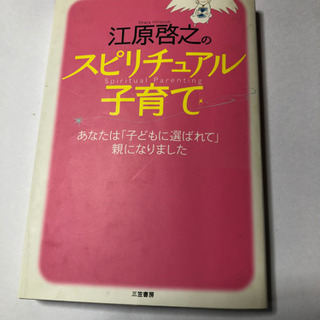 江原啓之の
スピリチュアル
Spiritual Parenting
子育て
あなたは「子どもに選ばれて」
親になりました
三笠書房